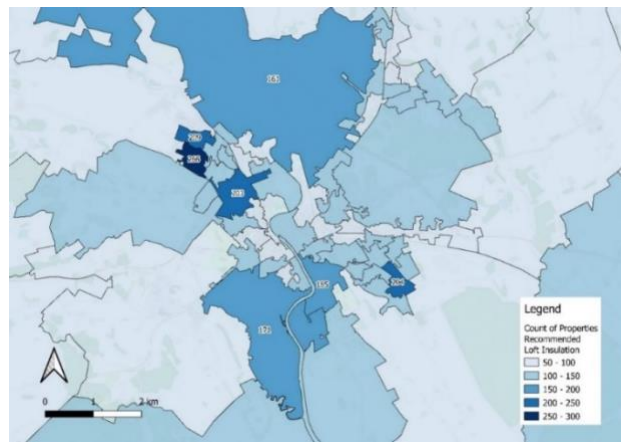 195
Legend
Count of Properties
Recommended
Loft Insulation
50 - 100
100 - 150
150 - 200
200 - 250
250 - 300
0 1 2 km